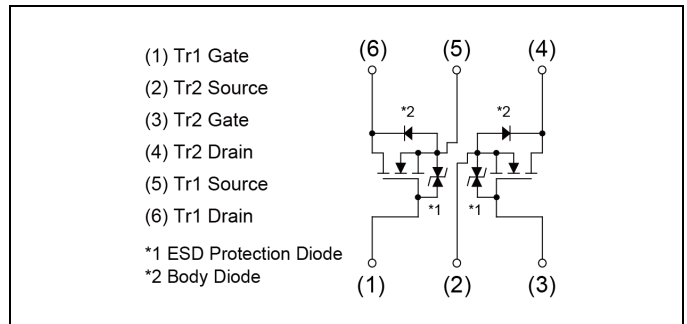 (1) Tr1 Gate
(2) Tr2 Source
(3) Tr2 Gate
(4) Tr2 Drain
(5) Tr1 Source
(6) Tr1 Drain
*1 ESD Protection Diode
*2 Body Diode
(6) (5) (4)
*2 *2
*1 *1
(1) (2) (3)